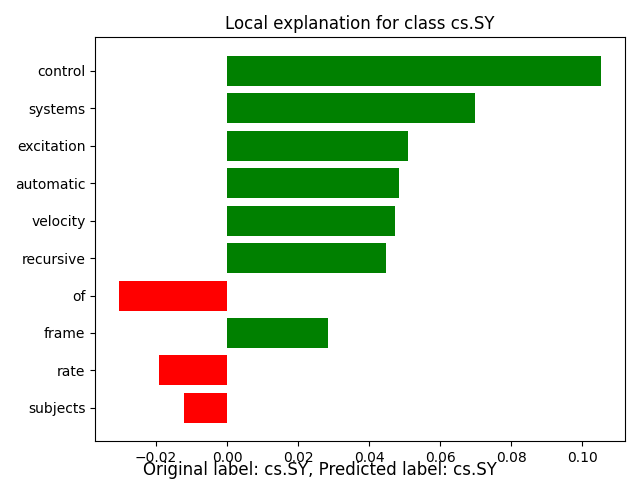 Local explanation for class cs.SY
control
systems
excitation
automatic
velocity
recursive
of
frame
rate
subjects
−0.02 0.00 0.02 0.04 0.06 0.08 0.10
Original label: cs.SY, Predicted label: cs.SY